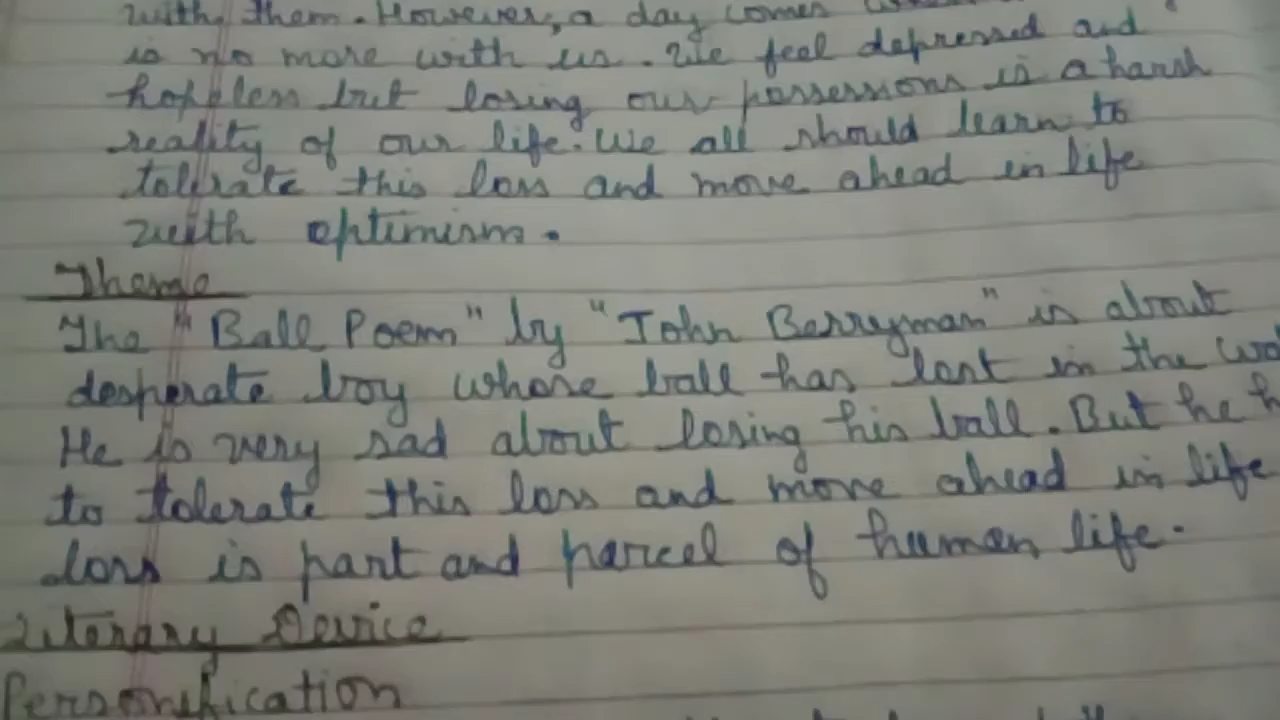 with them. However, a day comes
is no more with us. We feel depressed and
hopless but losing our possessions is a harsh
reality of our life. We all should learn to
tolerate this loss and move ahead in life
with optimism.
Theme
The "Ball Poem" by "John Berryman" is about
desperate boy whose ball has lost in the
He is very sad about losing his ball. But he
to tolerate this loss and move ahead in life
loss is part and parcel of human life.
Literary Device
Personification